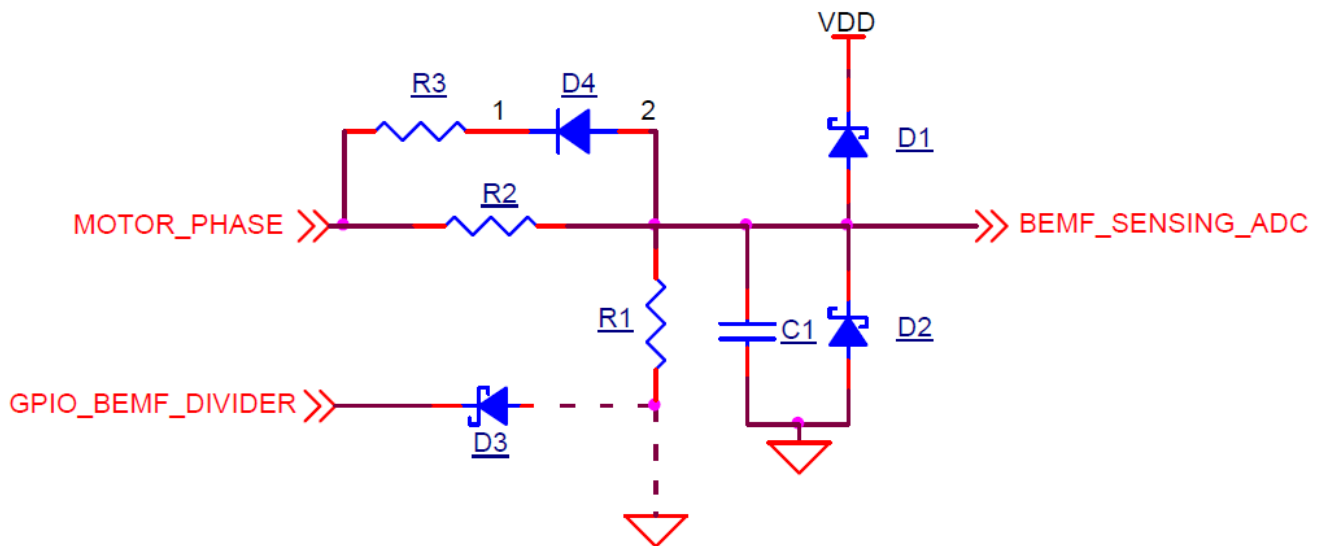 VDD
R3
1
D4
2
D1
MOTOR_PHASE
R2
BEMF_SENSING_ADC
R1
C1
D2
GPIO_BEMF_DIVIDER
D3